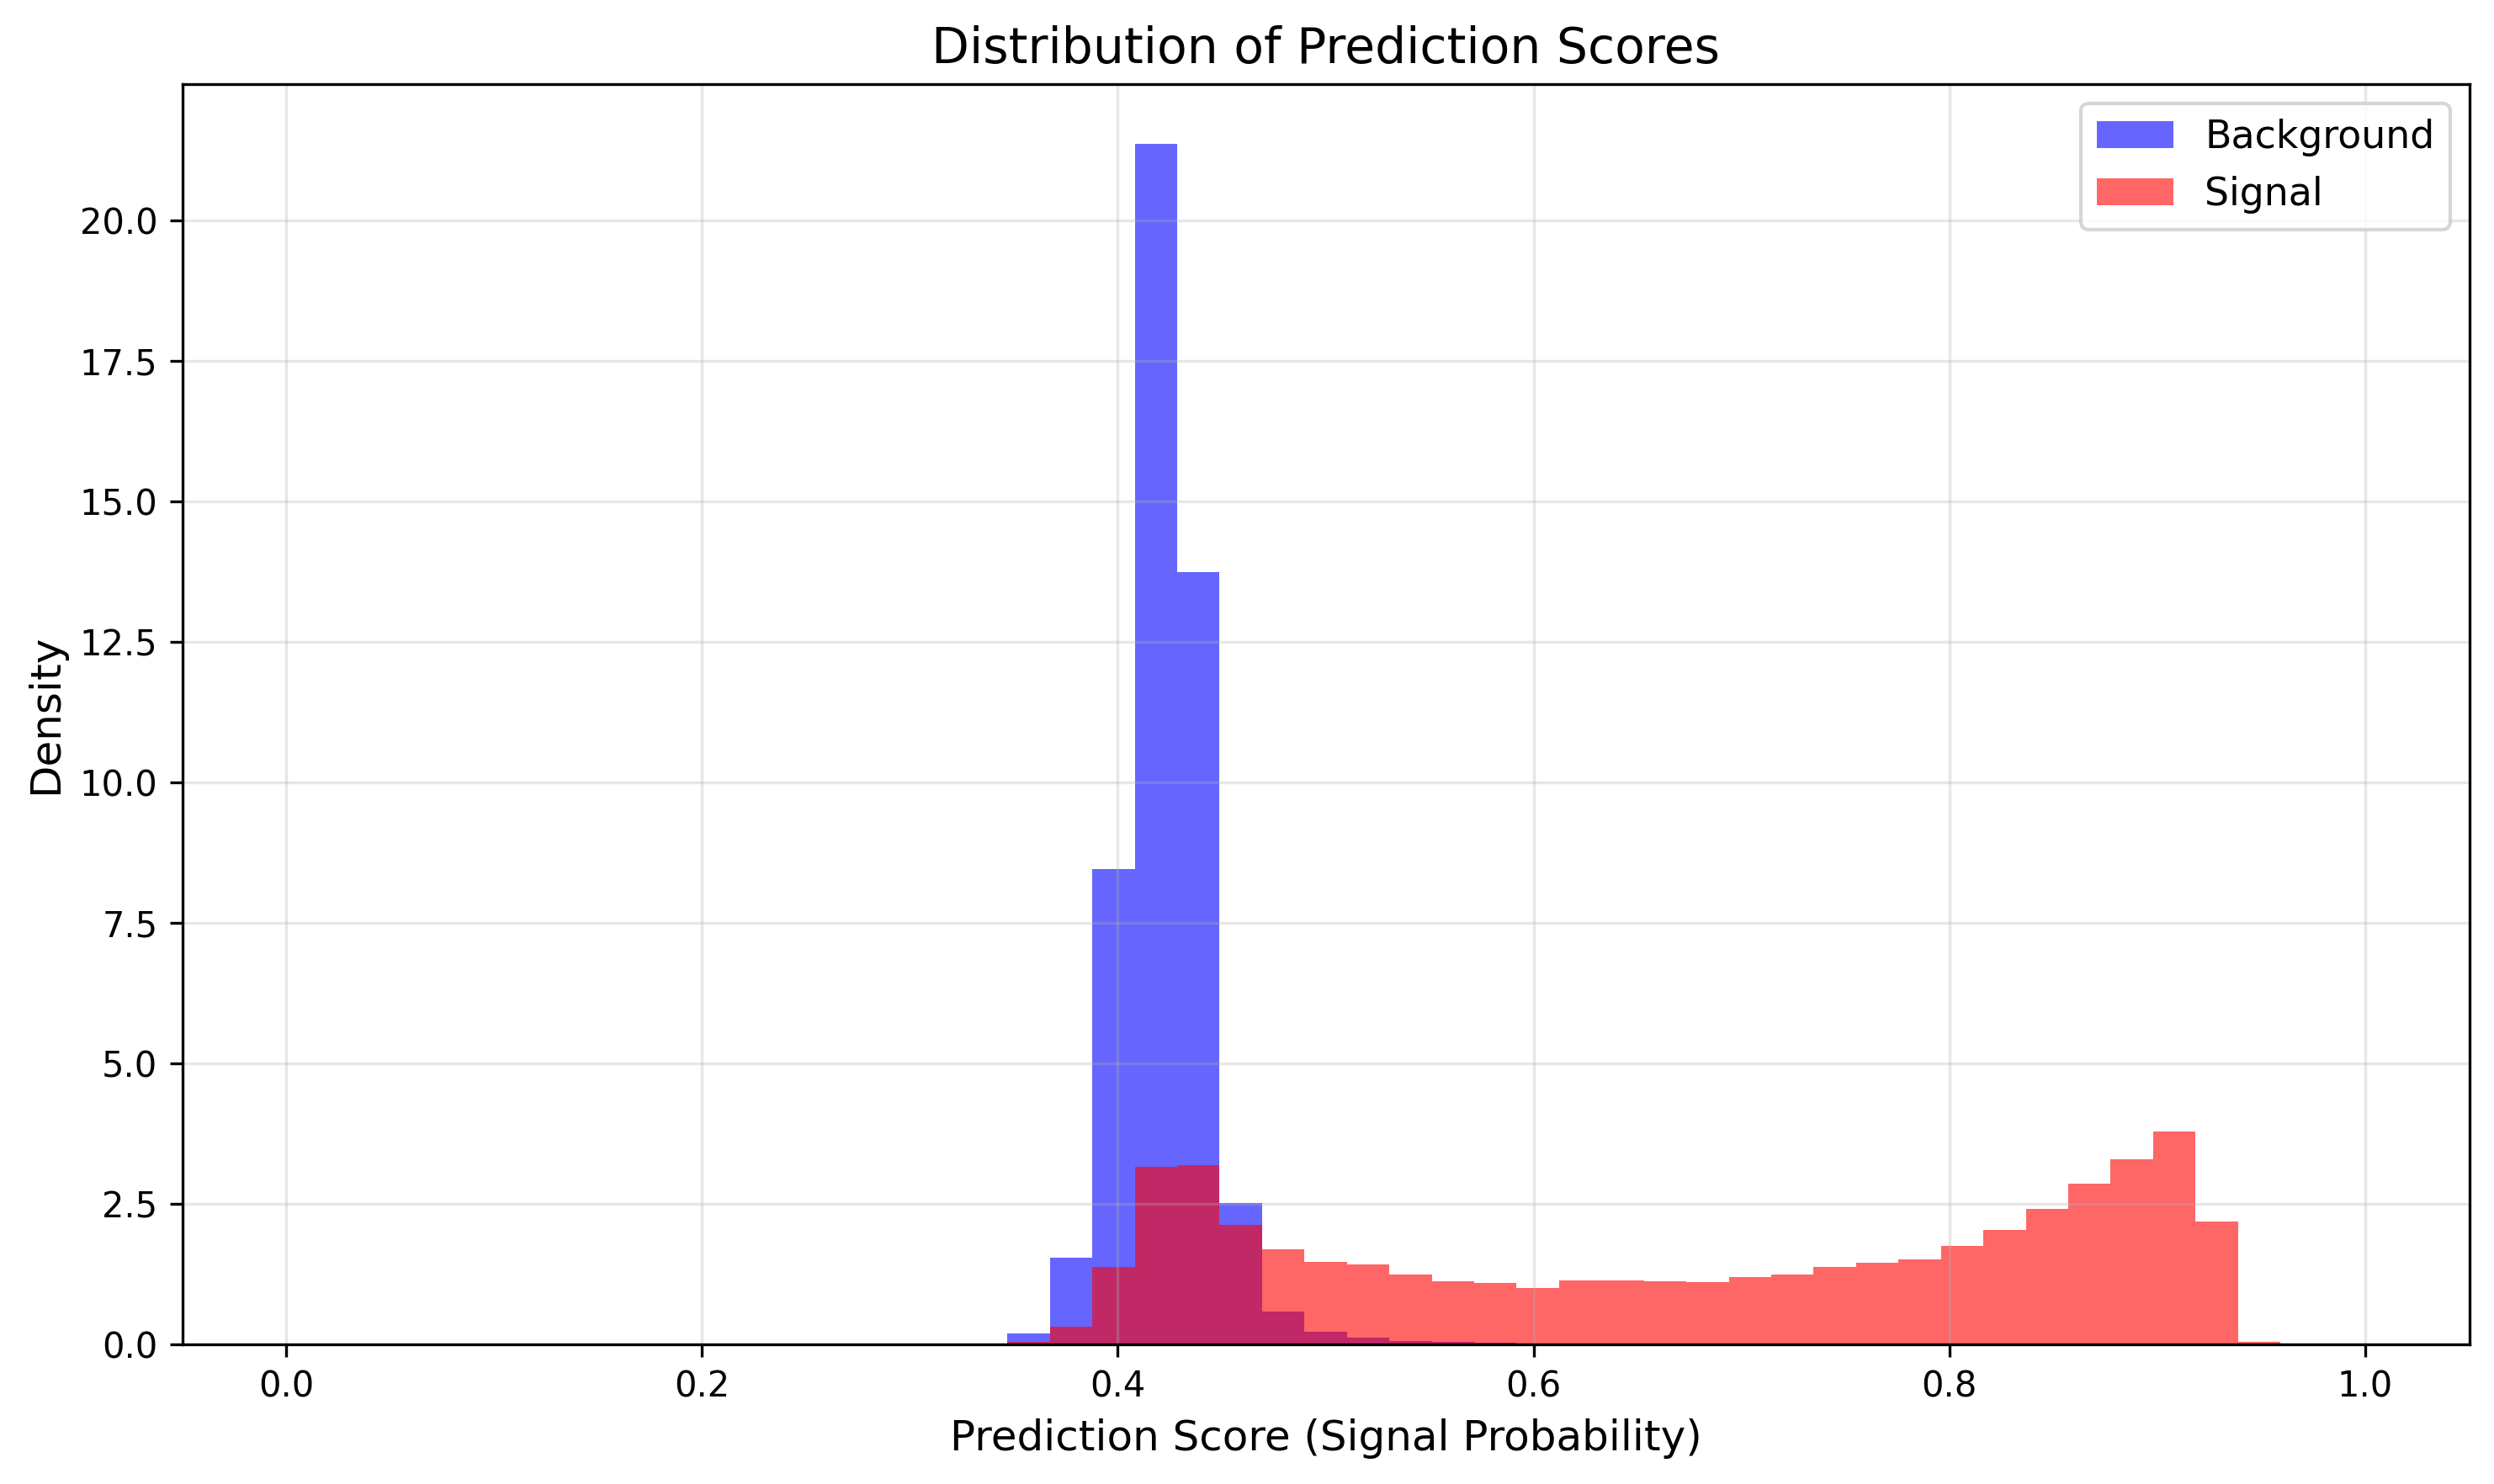 Distribution of Prediction Scores
Background
Signal
Density
20.0
17.5
15.0
12.5
10.0
7.5
5.0
2.5
0.0
0.0 0.2 0.4 0.6 0.8 1.0
Prediction Score (Signal Probability)